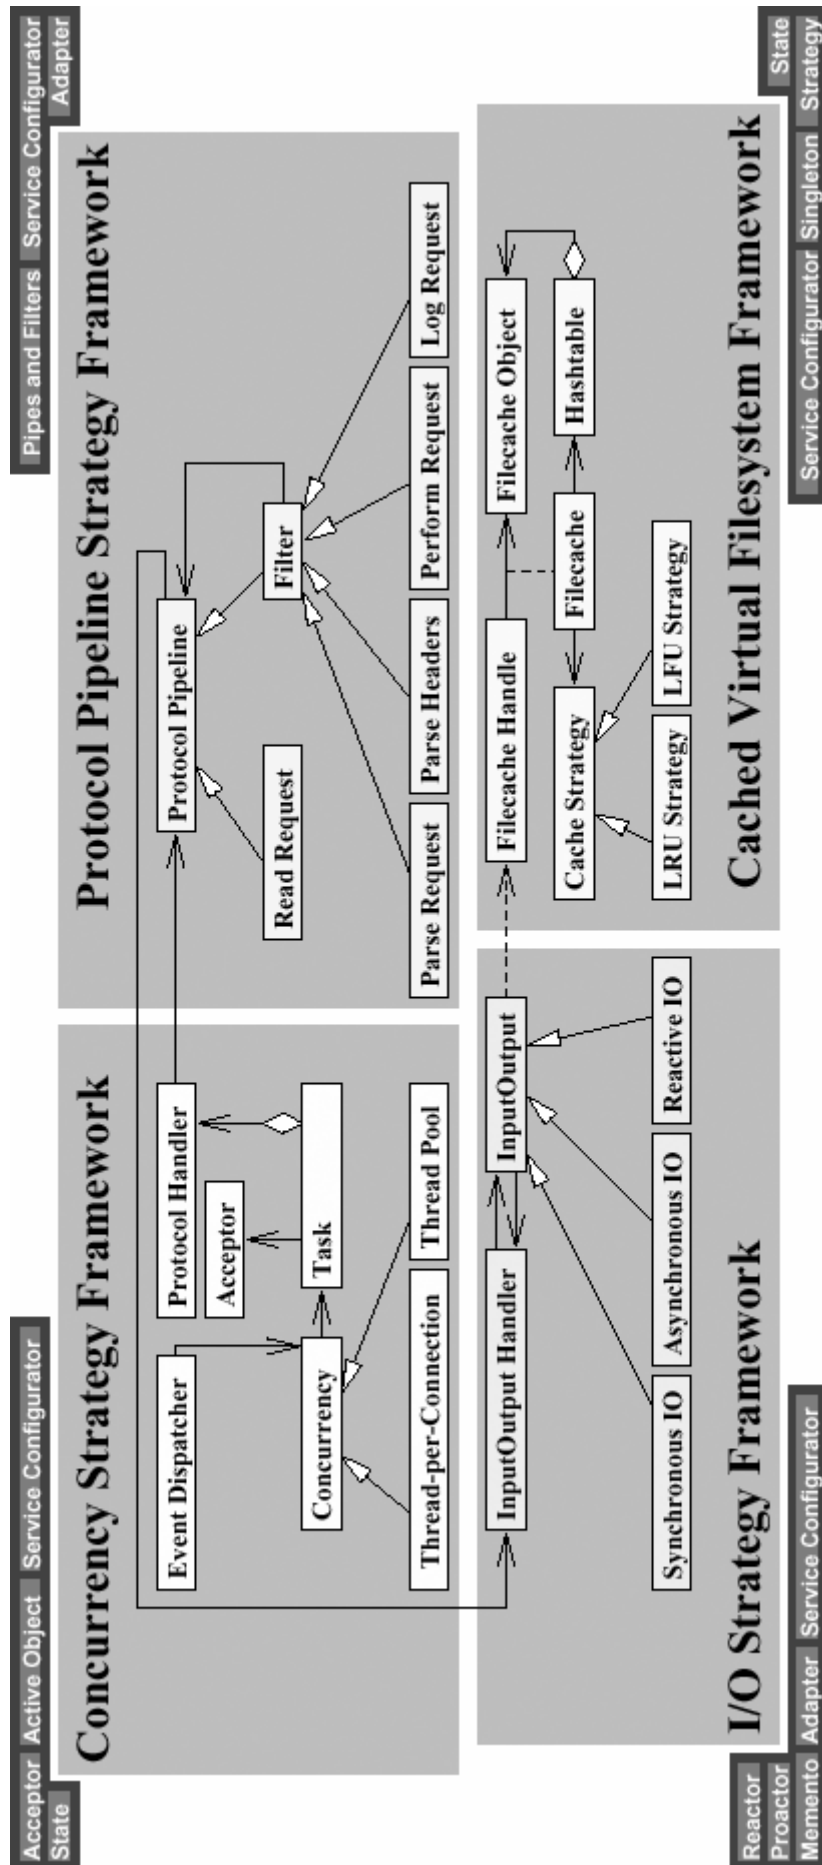 Acceptor Active Object Service Configurator
State
Pipes and Filters Service Configurator
Adapter
Concurrency Strategy Framework
Event Dispatcher
Protocol Handler
Acceptor
Concurrency
Task
Thread-per-Connection
Thread Pool
Protocol Pipeline Strategy Framework
Protocol Pipeline
Read Request
Filter
Parse Request
Parse Headers
Perform Request
Log Request
InputOutput Handler
InputOutput
Synchronous IO
Asynchronous IO
Reactive IO
I/O Strategy Framework
Filecache Handle
Filecache Object
Cache Strategy
Filecache
Hashtable
LRU Strategy
LFU Strategy
Cached Virtual Filesystem Framework
Reactor
Proactor
Memento Adapter Service Configurator
State
Service Configurator Singleton Strategy